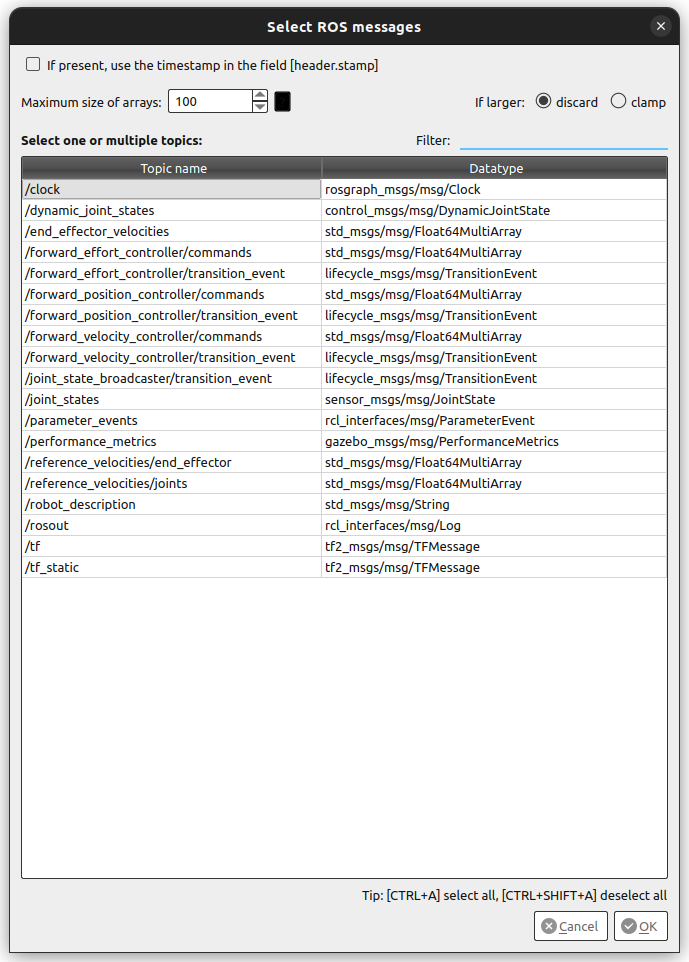 Select ROS messages
If present, use the timestamp in the field [header.stamp]
Maximum size of arrays: 100 If larger: discard clamp
Select one or multiple topics: Filter:
Topic name Datatype
/clock rosgraph_msgs/msg/Clock
/dynamic_joint_states control_msgs/msg/DynamicJointState
/end_effector_velocities std_msgs/msg/Float64MultiArray
/forward_effort_controller/commands std_msgs/msg/Float64MultiArray
/forward_effort_controller/transition_event lifecycle_msgs/msg/TransitionEvent
/forward_position_controller/commands std_msgs/msg/Float64MultiArray
/forward_position_controller/transition_event lifecycle_msgs/msg/TransitionEvent
/forward_velocity_controller/commands std_msgs/msg/Float64MultiArray
/forward_velocity_controller/transition_event lifecycle_msgs/msg/TransitionEvent
/joint_state_broadcaster/transition_event lifecycle_msgs/msg/TransitionEvent
/joint_states sensor_msgs/msg/JointState
/parameter_events rcl_interfaces/msg/ParameterEvent
/performance_metrics gazebo_msgs/msg/PerformanceMetrics
/reference_velocities/end_effector std_msgs/msg/Float64MultiArray
/reference_velocities/joints std_msgs/msg/Float64MultiArray
/robot_description std_msgs/msg/String
/rosout rcl_interfaces/msg/Log
/tf tf2_msgs/msg/TFMessage
/tf_static tf2_msgs/msg/TFMessage
Tip: [CTRL+A] select all, [CTRL+SHIFT+A] deselect all
Cancel OK